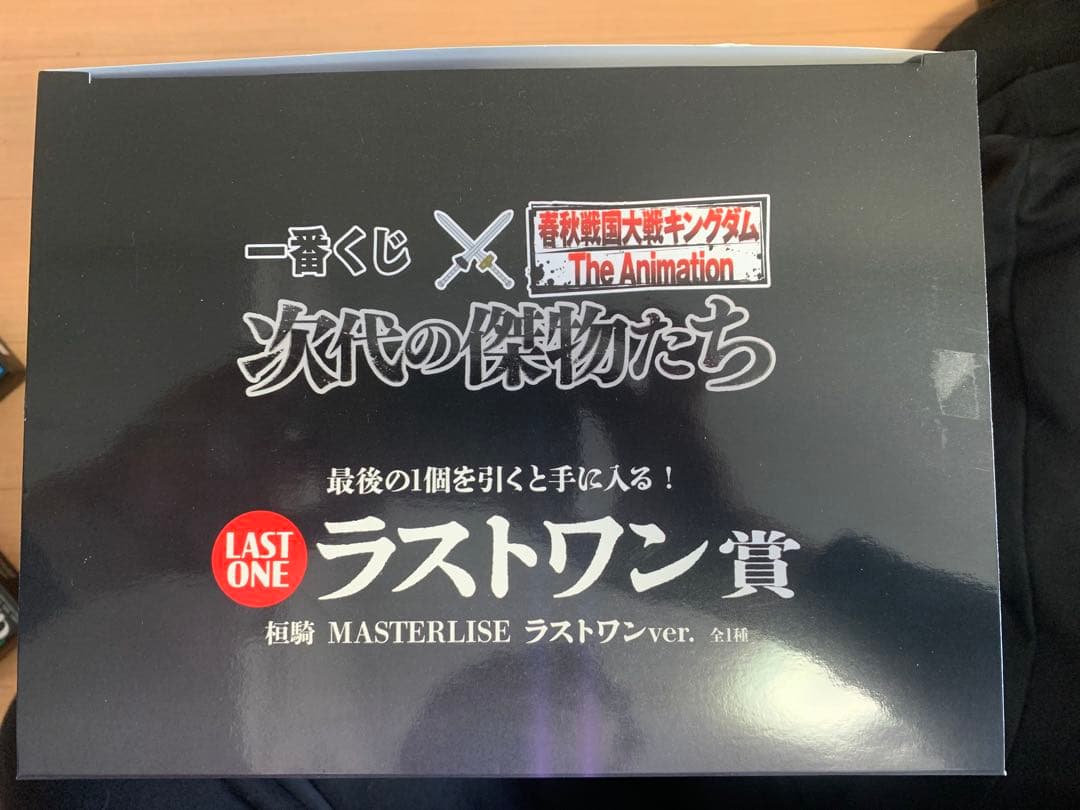 一番くじ
春秋戦国大戦キングダム
The Animation
次代の傑物たち
最後の1個を引くと手に入る!
LAST
ONE
ラストワン賞
桓騎 MASTERLISE ラストワンver. 全1種